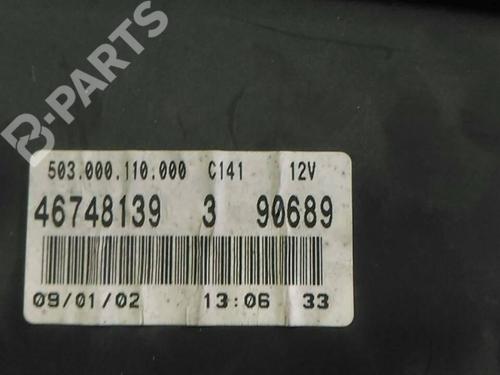 B-PARTS
503.000.110.000 C141 12V
46748139 3 90689
09/01/02 13:06 33